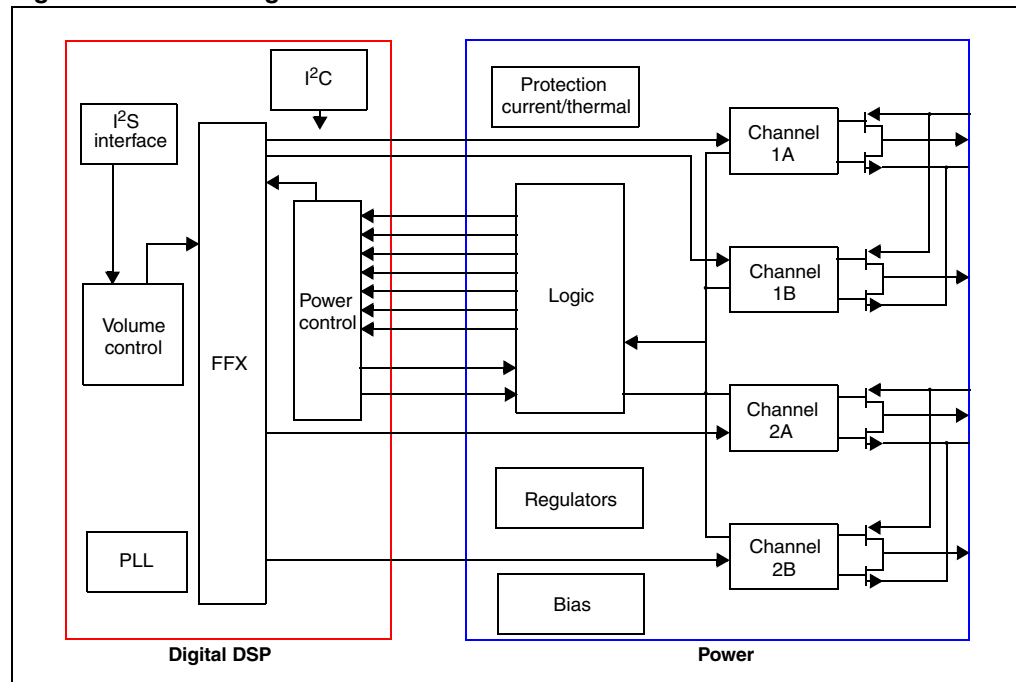 I²C
Protection
current/thermal
I²S
interface
Channel
1A
Channel
1B
Power
control
Logic
Volume
control
FFX
Channel
2A
Regulators
PLL
Channel
2B
Bias
Digital DSP
Power